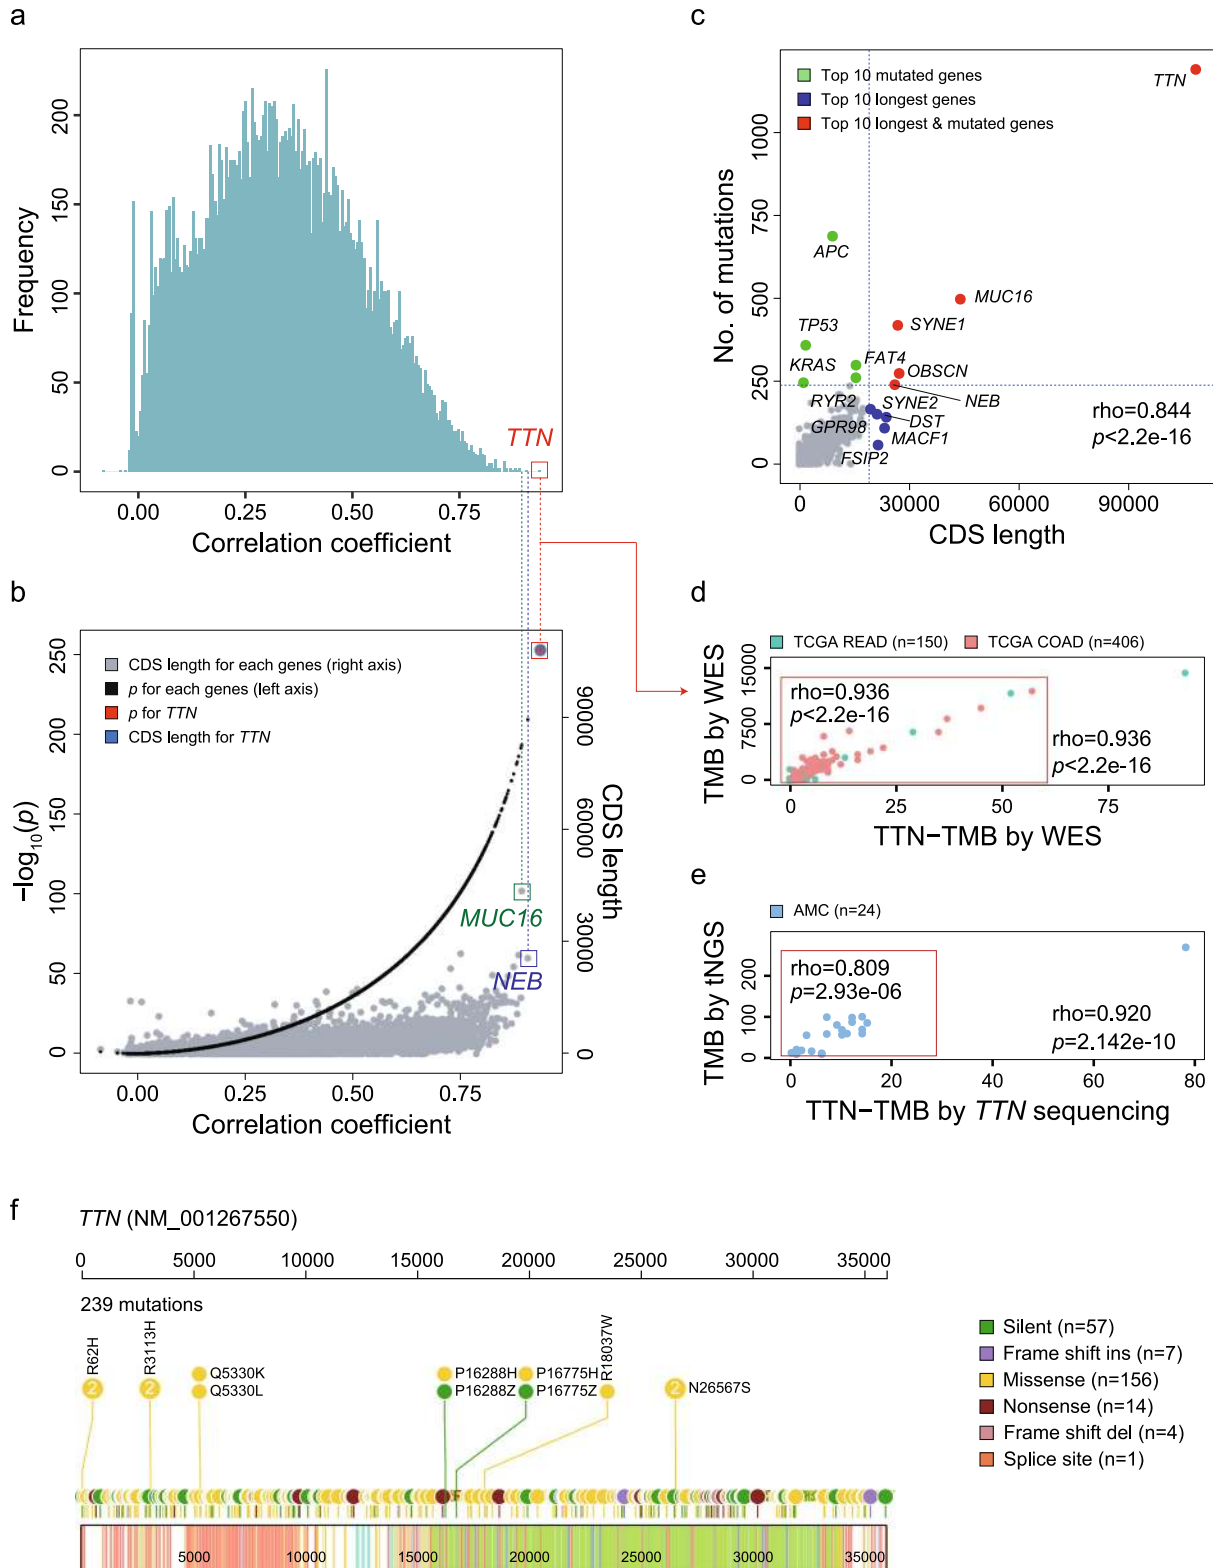 a
200
150
100
50
0
Frequency
TTN
0.00 0.25 0.50 0.75
Correlation coefficient
b
250
200
150
100
50
0
−log10(p)
CDS length for each genes (right axis)
p for each genes (left axis)
p for TTN
CDS length for TTN
MUC16
NEB
90000
60000
30000
0
CDS length
0.00 0.25 0.50 0.75
Correlation coefficient
c
Top 10 mutated genes
Top 10 longest genes
Top 10 longest & mutated genes
TTN
APC
MUC16
TP53
SYNE1
KRAS
FAT4
OBSCN
RYR2
SYNE2
NEB
GPR98
DST
MACF1
FSIP2
rho=0.844
p<2.2e-16
1000
750
500
250
0
No. of mutations
0 30000 60000 90000
CDS length
d
TCGA READ (n=150) TCGA COAD (n=406)
15000
7500
0
TMB by WES
rho=0.936
p<2.2e-16
rho=0.936
p<2.2e-16
0 25 50 75
TTN−TMB by WES
e
AMC (n=24)
200
100
0
TMB by tNGS
rho=0.809
p=2.93e-06
rho=0.920
p=2.142e-10
0 20 40 60 80
TTN−TMB by TTN sequencing
f
TTN (NM_001267550)
0 5000 10000 15000 20000 25000 30000 35000
239 mutations
R62H
R3113H
Q5330K
Q5330L
P16288H
P16288Z
P16775H
P16775Z
R18037W
N26567S
2
2
2
Silent (n=57)
Frame shift ins (n=7)
Missense (n=156)
Nonsense (n=14)
Frame shift del (n=4)
Splice site (n=1)
5000 10000 15000 20000 25000 30000 35000